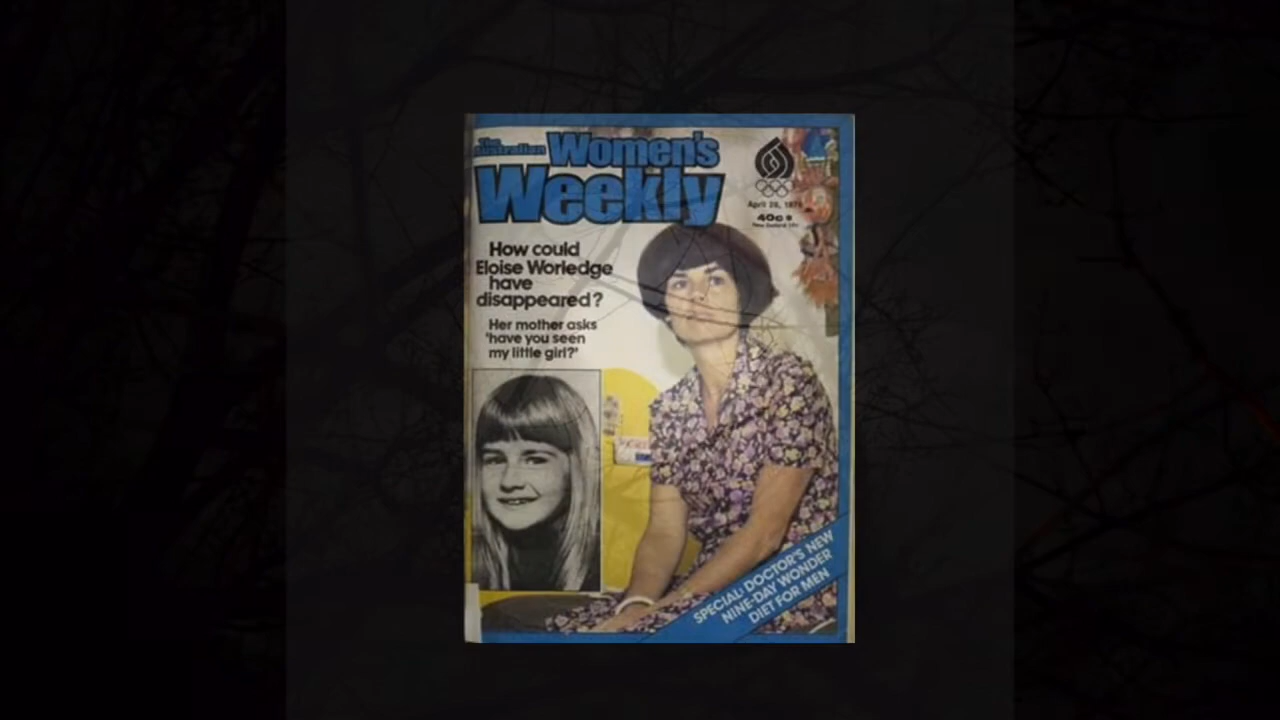 The Australian
Women's
Weekly
April 28, 197
40c
How could
Eloise Worledge
have
disappeared?
Her mother asks
'have you seen
my little girl?'
SPECIAL: DOCTOR'S NEW
NINE-DAY WONDER
DIET FOR MEN